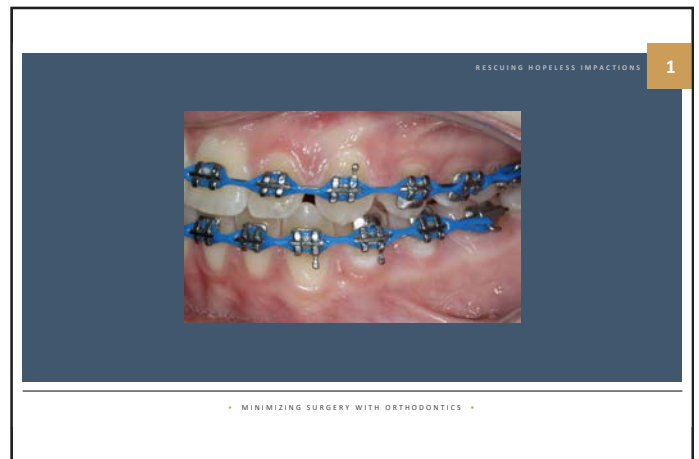 RESCUING HOPELESS IMPACTIONS
1
• MINIMIZING SURGERY WITH ORTHODONTICS •